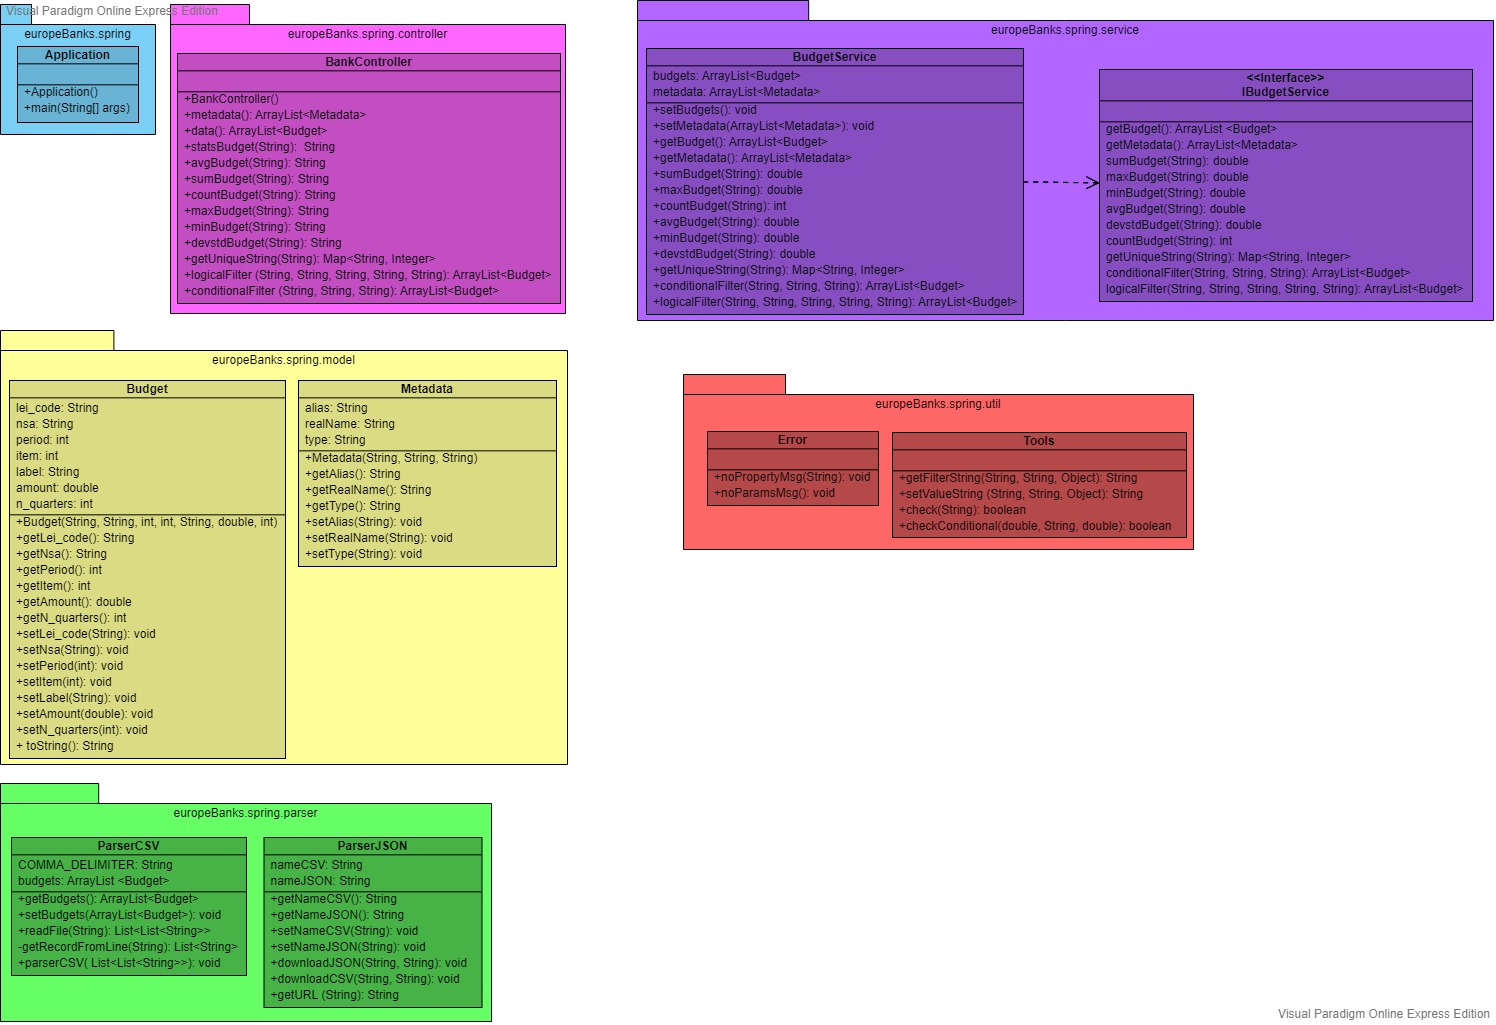 Visual Paradigm Online Express Edition
europeBanks.spring
Application
+Application()
+main(String[] args)
europeBanks.spring.controller
BankController
+BankController()
+metadata(): ArrayList<Metadata>
+data(): ArrayList<Budget>
+statsBudget(String):  String
+avgBudget(String): String
+sumBudget(String): String
+countBudget(String): String
+maxBudget(String): String
+minBudget(String): String
+devstdBudget(String): String
+getUniqueString(String): Map<String, Integer>
+logicalFilter (String, String, String, String, String): ArrayList<Budget>
+conditionalFilter (String, String, String): ArrayList<Budget>
europeBanks.spring.service
BudgetService
budgets: ArrayList<Budget>
metadata: ArrayList<Metadata>
+setBudgets(): void
+setMetadata(ArrayList<Metadata>): void
+getBudget(): ArrayList<Budget>
+getMetadata(): ArrayList<Metadata>
+sumBudget(String): double
+maxBudget(String): double
+countBudget(String): int
+avgBudget(String): double
+minBudget(String): double
+devstdBudget(String): double
+getUniqueString(String): Map<String, Integer>
+conditionalFilter(String, String, String): ArrayList<Budget>
+logicalFilter(String, String, String, String, String): ArrayList<Budget>
<<Interface>>
IBudgetService
getBudget(): ArrayList <Budget>
getMetadata(): ArrayList<Metadata>
sumBudget(String): double
maxBudget(String): double
minBudget(String): double
avgBudget(String): double
devstdBudget(String): double
countBudget(String): int
getUniqueString(String): Map<String, Integer>
conditionalFilter(String, String, String): ArrayList<Budget>
logicalFilter(String, String, String, String, String): ArrayList<Budget>
europeBanks.spring.model
Budget
lei_code: String
nsa: String
period: int
item: int
label: String
amount: double
n_quarters: int
+Budget(String, String, int, int, String, double, int)
+getLei_code(): String
+getNsa(): String
+getPeriod(): int
+getItem(): int
+getAmount(): double
+getN_quarters(): int
+setLei_code(String): void
+setNsa(String): void
+setPeriod(int): void
+setItem(int): void
+setLabel(String): void
+setAmount(double): void
+setN_quarters(int): void
+ toString(): String
Metadata
alias: String
realName: String
type: String
+Metadata(String, String, String)
+getAlias(): String
+getRealName(): String
+getType(): String
+setAlias(String): void
+setRealName(String): void
+setType(String): void
europeBanks.spring.util
Error
+noPropertyMsg(String): void
+noParamsMsg(): void
Tools
+getFilterString(String, String, Object): String
+setValueString (String, String, Object): String
+check(String): boolean
+checkConditional(double, String, double): boolean
europeBanks.spring.parser
ParserCSV
COMMA_DELIMITER: String
budgets: ArrayList <Budget>
+getBudgets(): ArrayList<Budget>
+setBudgets(ArrayList<Budget>): void
+readFile(String): List<List<String>>
-getRecordFromLine(String): List<String>
+parserCSV( List<List<String>>): void
ParserJSON
nameCSV: String
nameJSON: String
+getNameCSV(): String
+getNameJSON(): String
+setNameCSV(String): void
+setNameJSON(String): void
+downloadJSON(String, String): void
+downloadCSV(String, String): void
+getURL (String): String
Visual Paradigm Online Express Edition